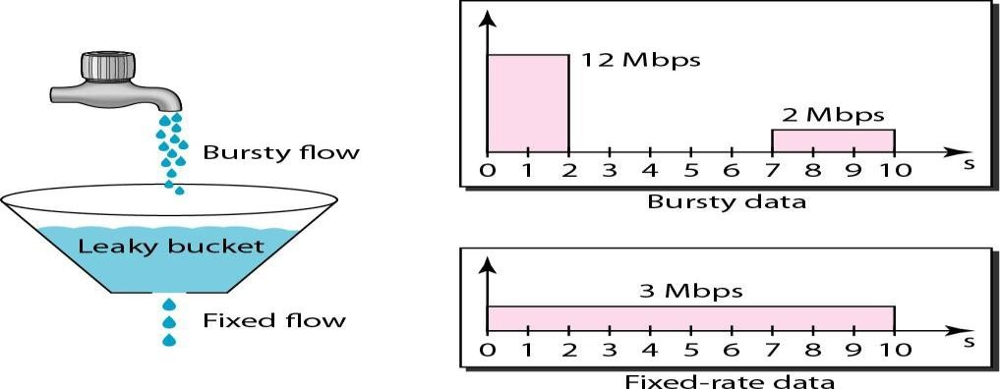 Bursty flow
Leaky bucket
Fixed flow
12 Mbps
2 Mbps
0 1 2 3 4 5 6 7 8 9 10 s
Bursty data
3 Mbps
0 1 2 3 4 5 6 7 8 9 10 s
Fixed-rate data